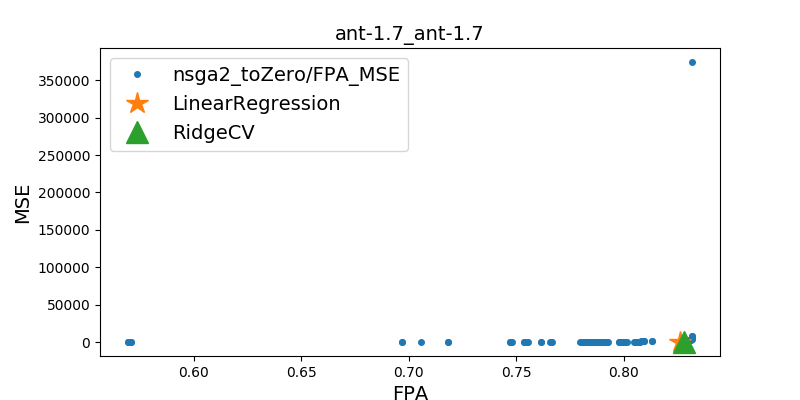 ant-1.7_ant-1.7
nsga2_toZero/FPA_MSE
LinearRegression
RidgeCV
MSE
350000
300000
250000
200000
150000
100000
50000
0
0.60 0.65 0.70 0.75 0.80
FPA